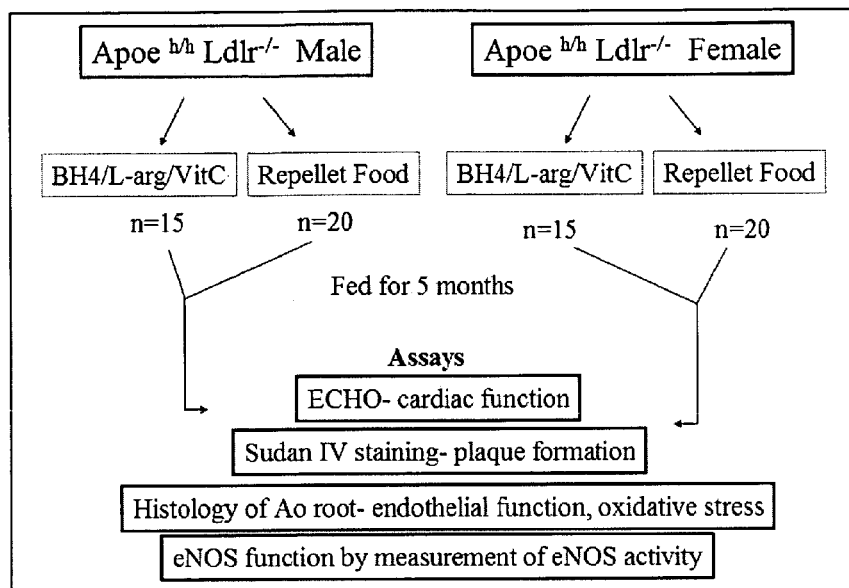 Apoe h/h Ldlr-/- Male
Apoe h/h Ldlr-/- Female
BH4/L-arg/VitC
Repellet Food
BH4/L-arg/VitC
Repellet Food
n=15
n=20
n=15
n=20
Fed for 5 months
Assays
ECHO- cardiac function
Sudan IV staining- plaque formation
Histology of Ao root- endothelial function, oxidative stress
eNOS function by measurement of eNOS activity